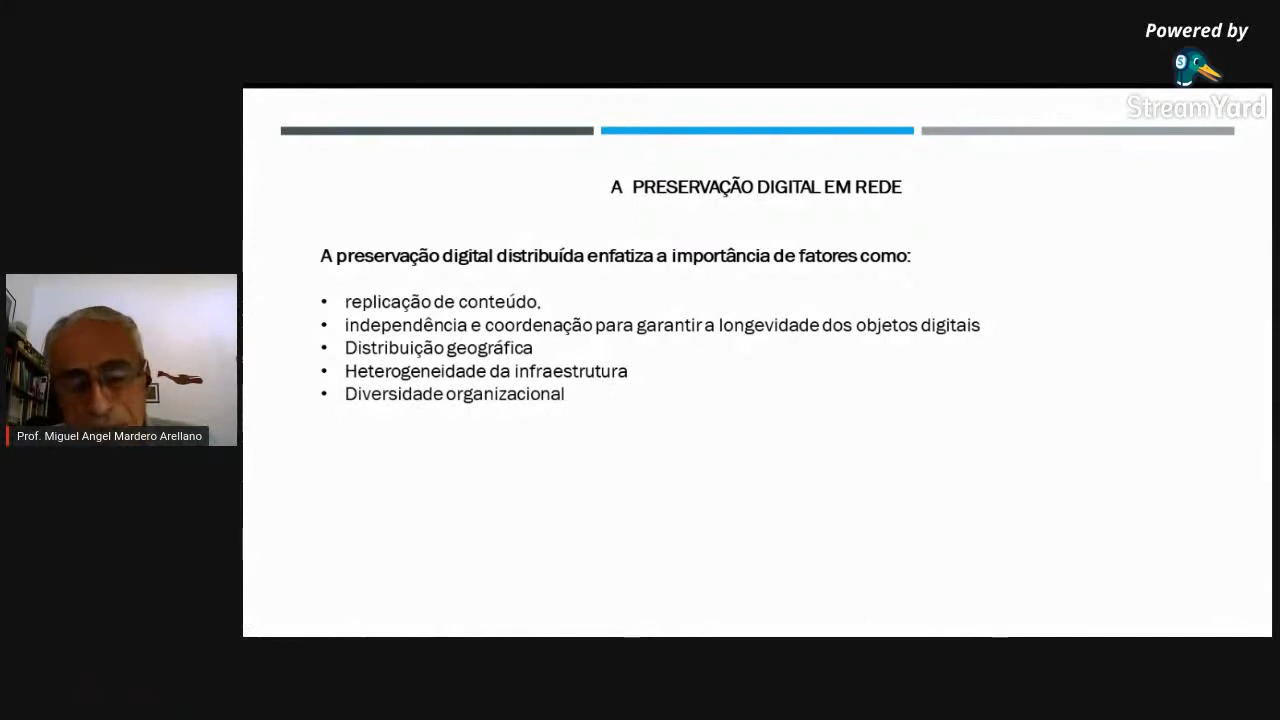 Powered by
StreamYard
A PRESERVAÇÃO DIGITAL EM REDE
A preservação digital distribuída enfatiza a importância de fatores como:
• replicação de conteúdo,
• independência e coordenação para garantir a longevidade dos objetos digitais
• Distribuição geográfica
• Heterogeneidade da infraestrutura
• Diversidade organizacional
Prof. Miguel Angel Mardero Arellano